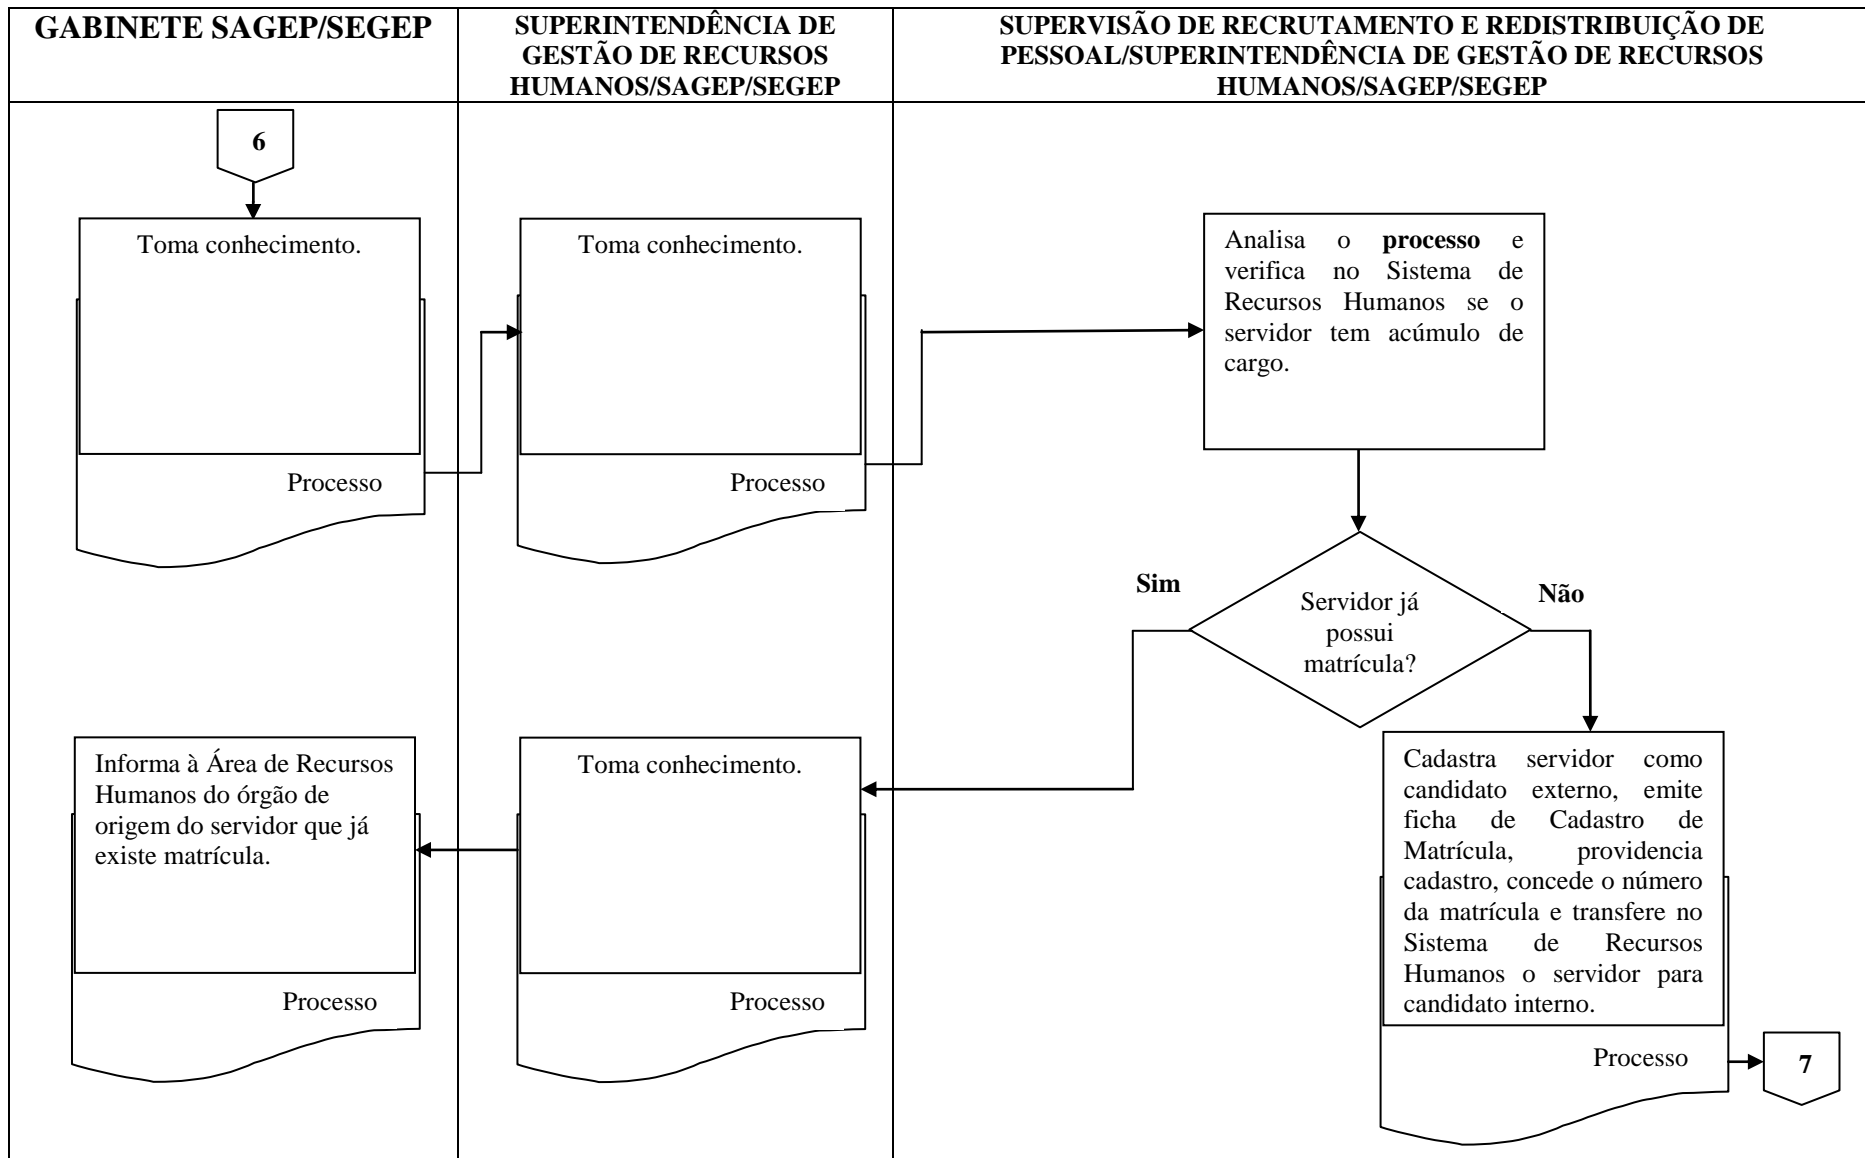 GABINETE SAGEP/SEGEP
SUPERINTENDÊNCIA DE
GESTÃO DE RECURSOS
HUMANOS/SAGEP/SEGEP
SUPERVISÃO DE RECRUTAMENTO E REDISTRIBUIÇÃO DE
PESSOAL/SUPERINTENDÊNCIA DE GESTÃO DE RECURSOS
HUMANOS/SAGEP/SEGEP
6
Toma conhecimento.
Processo
Toma conhecimento.
Processo
Analisa o processo e
verifica no Sistema de
Recursos Humanos se o
servidor tem acúmulo de
cargo.
Servidor já
possui
matrícula?
Sim
Não
Toma conhecimento.
Processo
Informa à Área de Recursos
Humanos do órgão de
origem do servidor que já
existe matrícula.
Processo
Cadastra servidor como
candidato externo, emite
ficha de Cadastro de
Matrícula, providencia
cadastro, concede o número
da matrícula e transfere no
Sistema de Recursos
Humanos o servidor para
candidato interno.
Processo
7